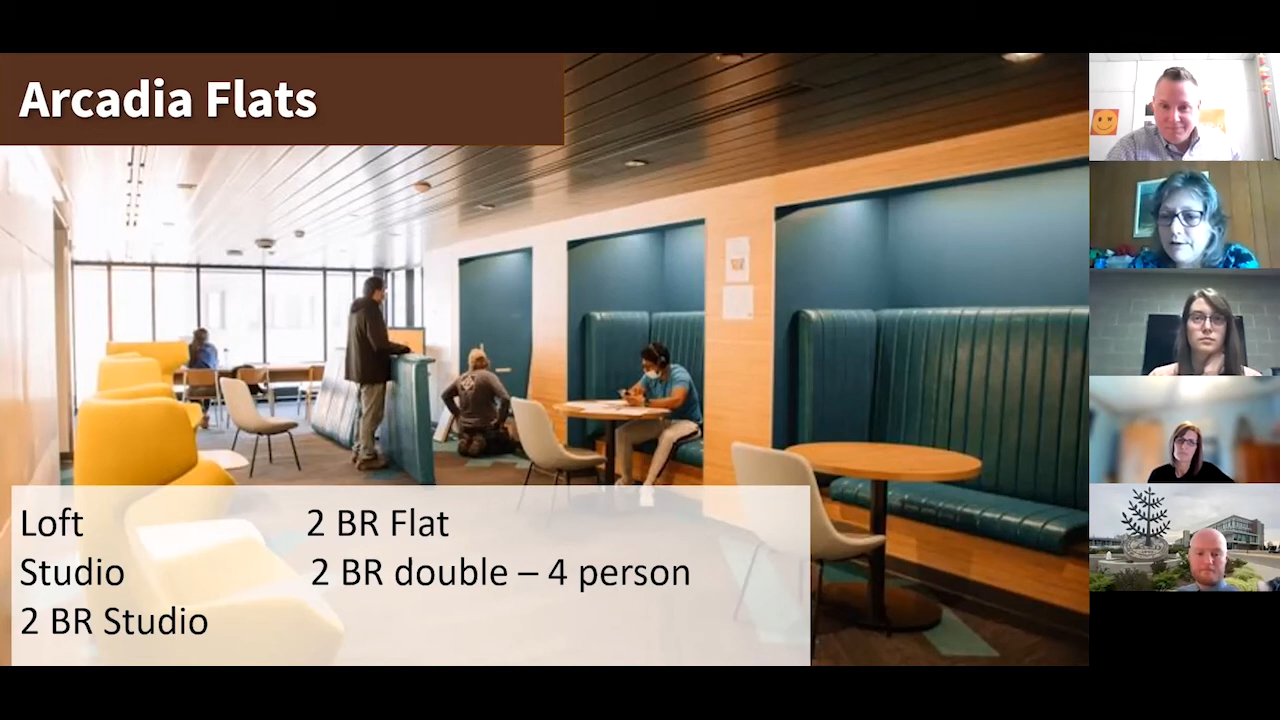 Arcadia Flats
Loft 2 BR Flat
Studio 2 BR double – 4 person
2 BR Studio